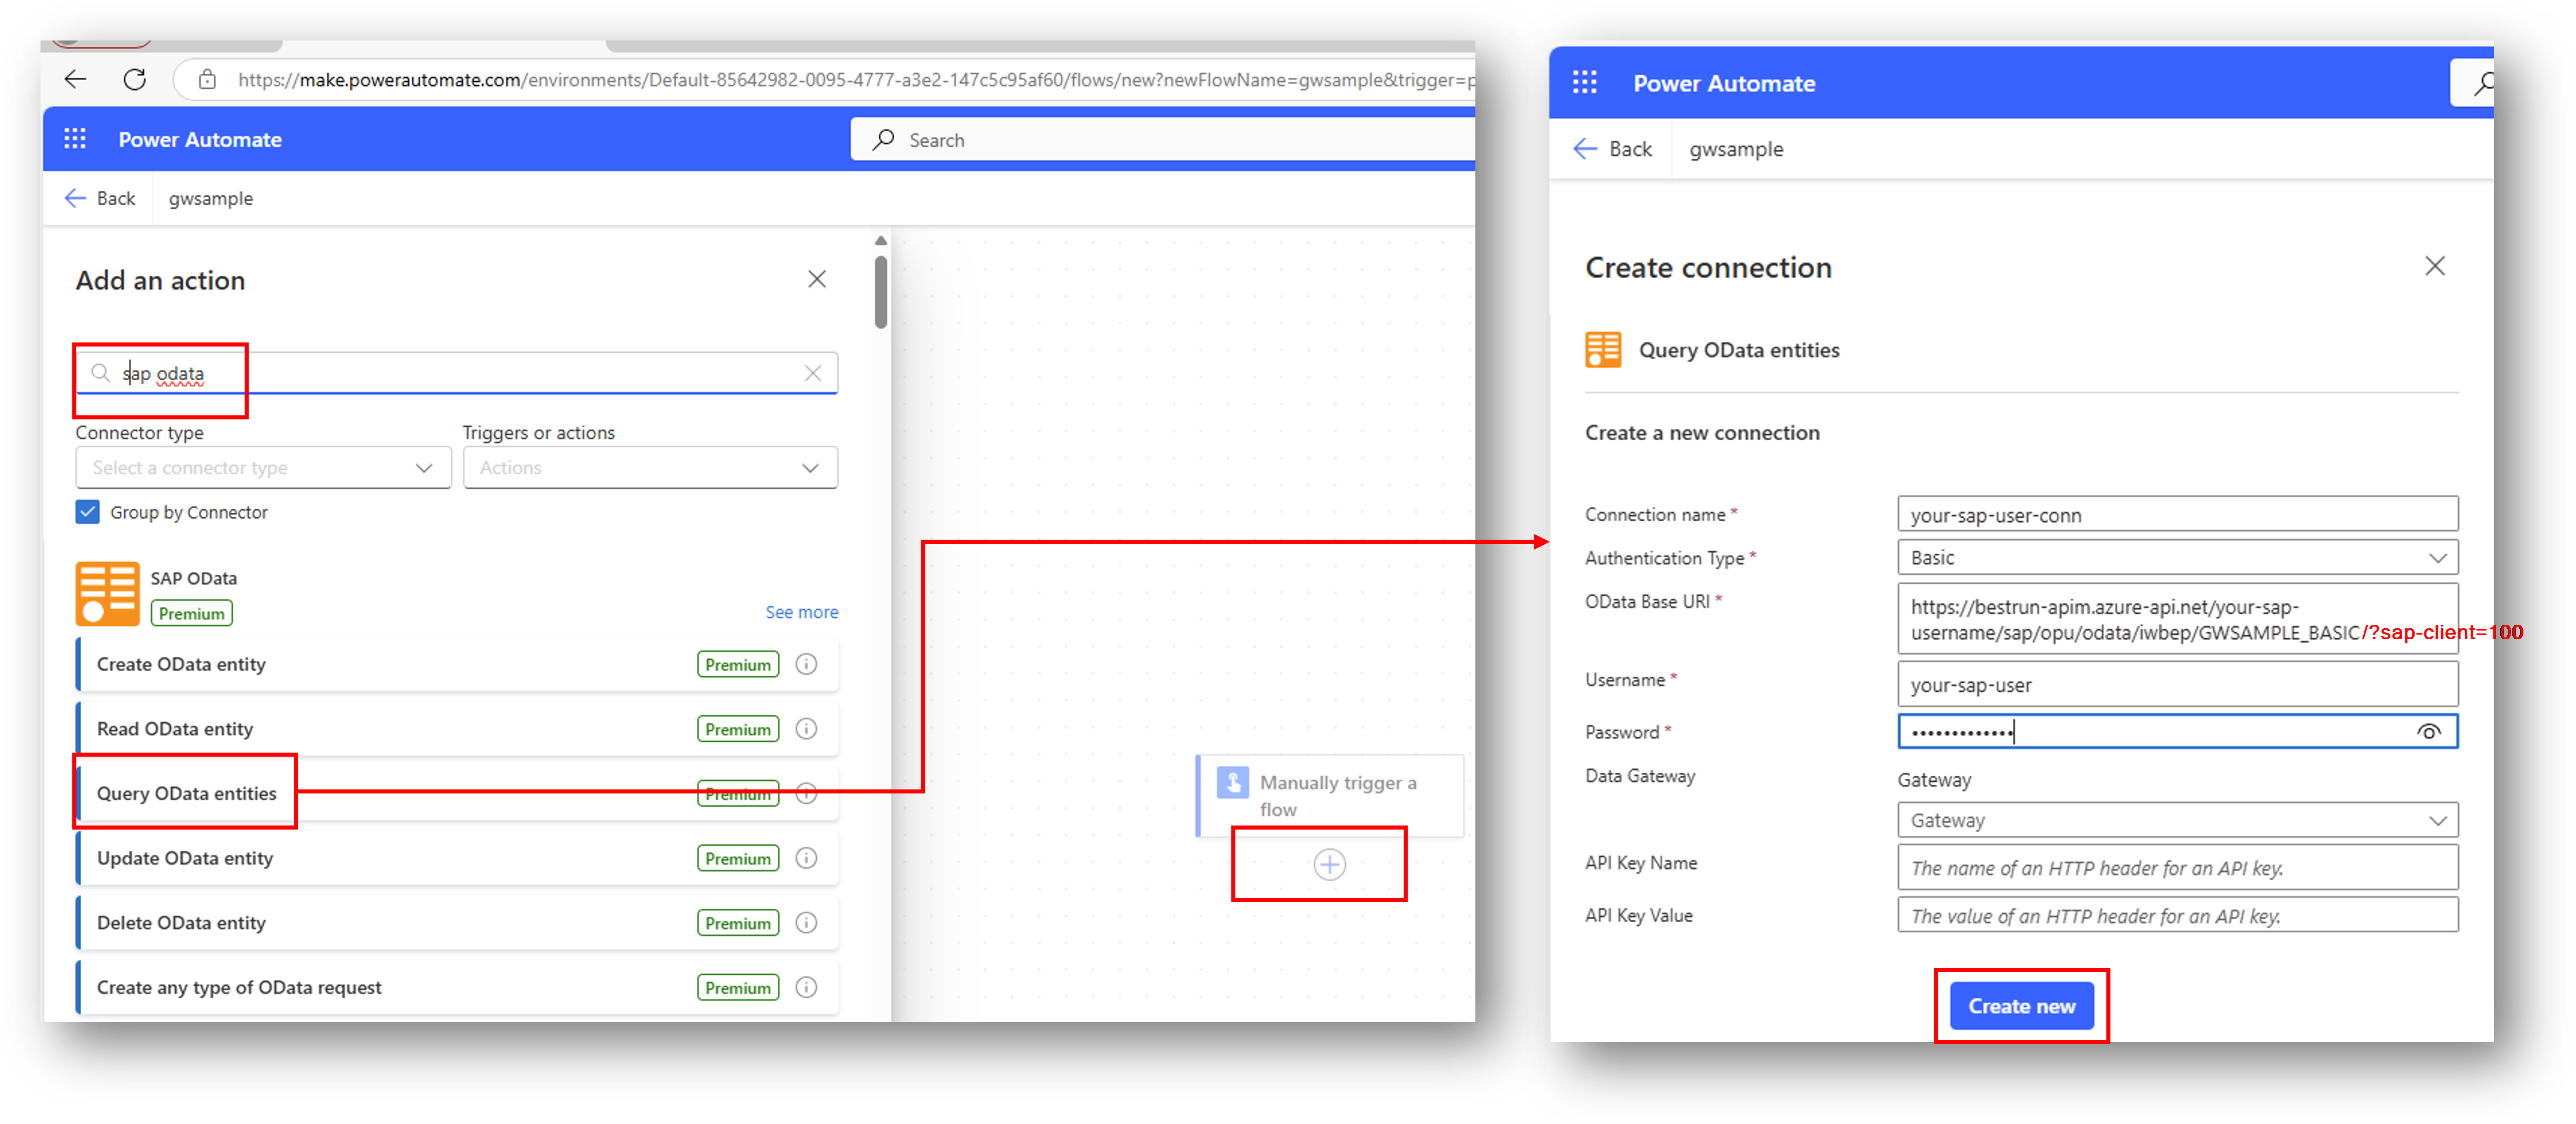 https://make.powerautomate.com/environments/Default-85642982-0095-4777-a3e2-147c5c95af60/flows/new?newFlowName=gwsample&trigger=p
Power Automate
Search
Back
gwsample
Add an action
sap odata
Connector type
Triggers or actions
Select a connector type
Actions
Group by Connector
SAP OData
Premium
See more
Create OData entity
Premium
Read OData entity
Premium
Query OData entities
Premium
Update OData entity
Premium
Delete OData entity
Premium
Create any type of OData request
Premium
Manually trigger a
flow
Power Automate
Back
gwsample
Create connection
Query OData entities
Create a new connection
Connection name *
your-sap-user-conn
Authentication Type *
Basic
OData Base URI *
https://bestrun-apim.azure-api.net/your-sap-
username/sap/opu/odata/iwbep/GWSAMPLE_BASIC/?sap-client=100
Username *
your-sap-user
Password *
•••••••••••••
Data Gateway
Gateway
Gateway
API Key Name
The name of an HTTP header for an API key.
API Key Value
The value of an HTTP header for an API key.
Create new